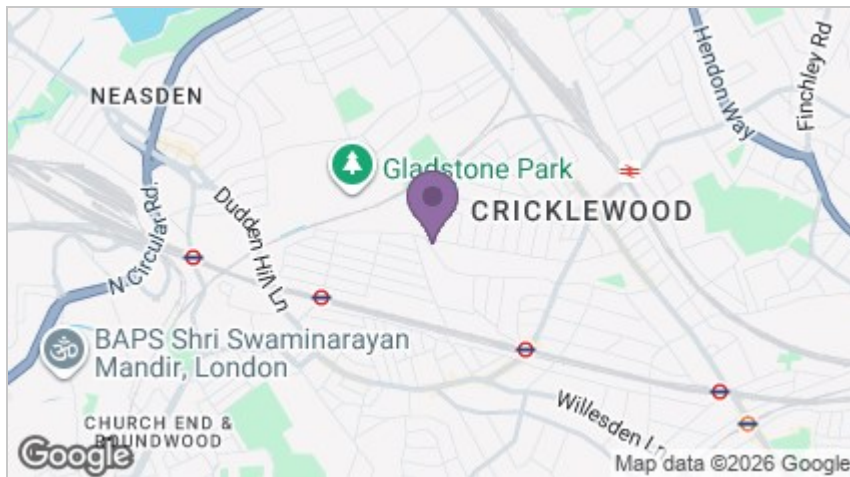 NEASDEN
Hendon Way
Finchley Rd
Gladstone Park
CRICKLEWOOD
Dudden Hill Ln
N Circular Rd.
BAPS Shri Swaminarayan
Mandir, London
Willesden Ln
CHURCH END &
ROUNDWOOD
Google
Map data ©2026 Google